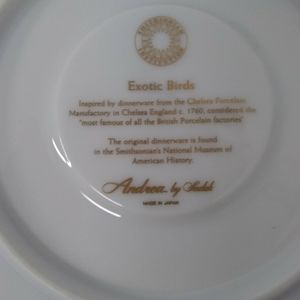 Exotic Birds
Inspired by dinnerware from the Chelsea Porcelain
Manufactory in Chelsea England c. 1760, considered the
"most famous of all the British Porcelain factories"
The original dinnerware is found
in the Smithsonian's National Museum of
American History.
Andrea by Sadek
MADE IN JAPAN